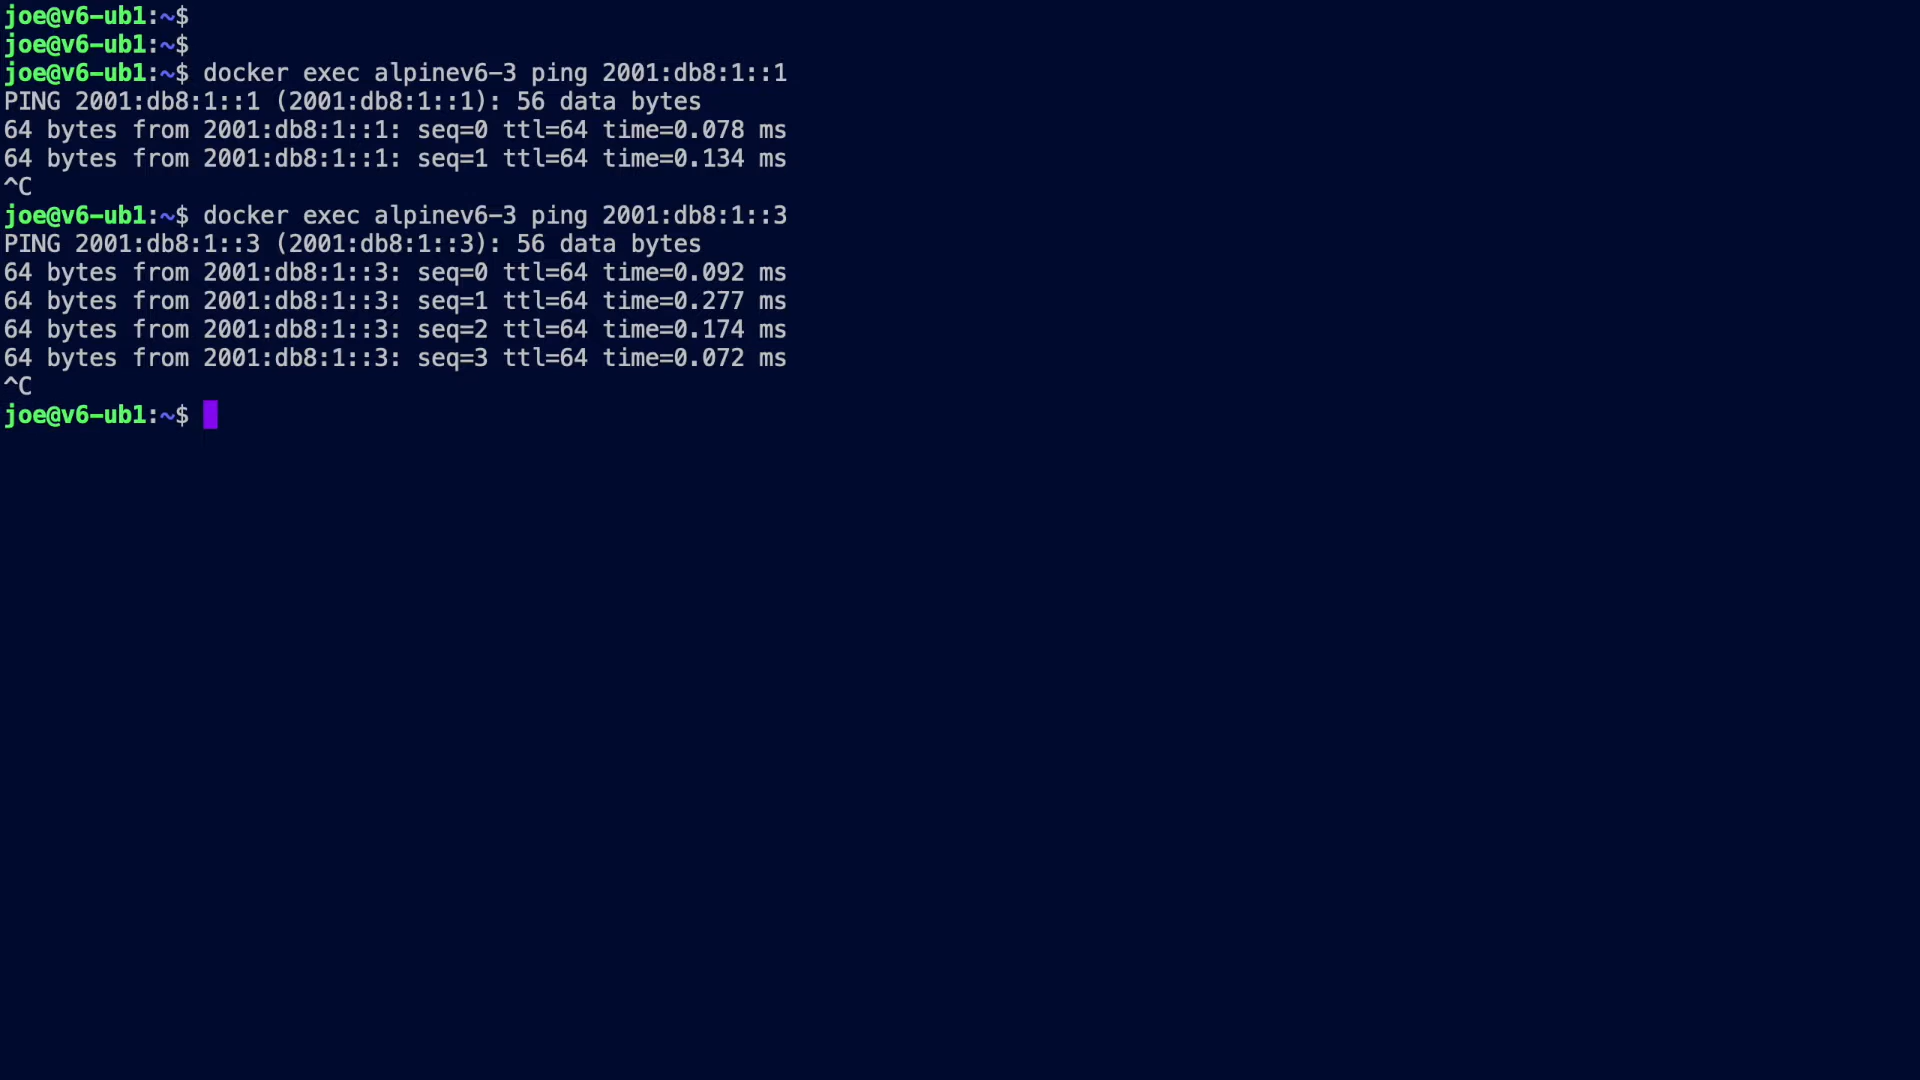 joe@v6-ub1:~$
joe@v6-ub1:~$
joe@v6-ub1:~$ docker exec alpinev6-3 ping 2001:db8:1::1
PING 2001:db8:1::1 (2001:db8:1::1): 56 data bytes
64 bytes from 2001:db8:1::1: seq=0 ttl=64 time=0.078 ms
64 bytes from 2001:db8:1::1: seq=1 ttl=64 time=0.134 ms
^C
joe@v6-ub1:~$ docker exec alpinev6-3 ping 2001:db8:1::3
PING 2001:db8:1::3 (2001:db8:1::3): 56 data bytes
64 bytes from 2001:db8:1::3: seq=0 ttl=64 time=0.092 ms
64 bytes from 2001:db8:1::3: seq=1 ttl=64 time=0.277 ms
64 bytes from 2001:db8:1::3: seq=2 ttl=64 time=0.174 ms
64 bytes from 2001:db8:1::3: seq=3 ttl=64 time=0.072 ms
^C
joe@v6-ub1:~$